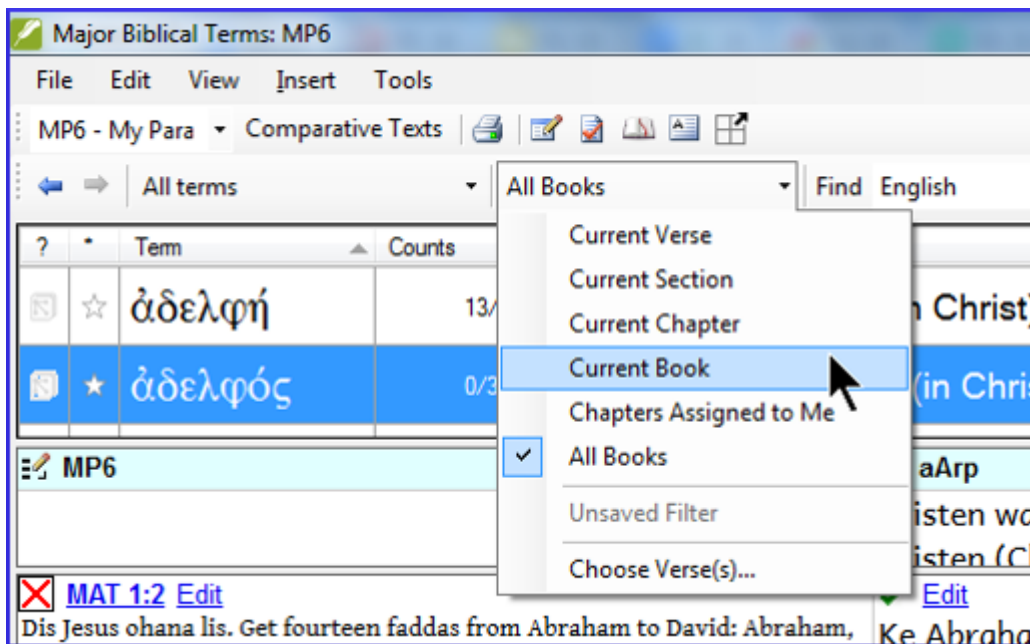 Major Biblical Terms: MP6
File Edit View Insert Tools
MP6 - My Para Comparative Texts
All terms All Books Find English
? * Term Counts
Current Verse
Current Section
ἀδελφή 13/ Christ)
Current Chapter
Current Book
ἀδελφός 0/3 (in Chris
Chapters Assigned to Me
All Books
MP6 aArp
Unsaved Filter
isten wo
isten (Cl
Choose Verse(s)...
MAT 1:2 Edit Edit
Dis Jesus ohana lis. Get fourteen faddas from Abraham to David: Abraham, Ke Abraha